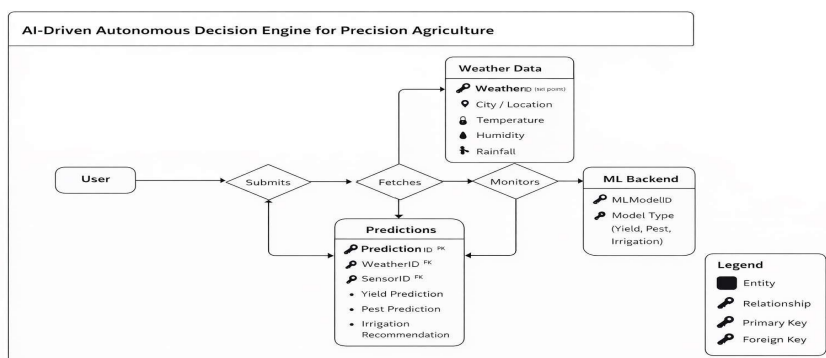 AI-Driven Autonomous Decision Engine for Precision Agriculture
Weather Data
WeatherID (set point)
City / Location
Temperature
Humidity
Rainfall
User
Submits
Fetches
Monitors
ML Backend
MLModelID
Model Type
(Yield, Pest,
Irrigation)
Predictions
Prediction ID PK
WeatherID FK
SensorID FK
• Yield Prediction
• Pest Prediction
• Irrigation
Recommendation
Legend
Entity
Relationship
Primary Key
Foreign Key